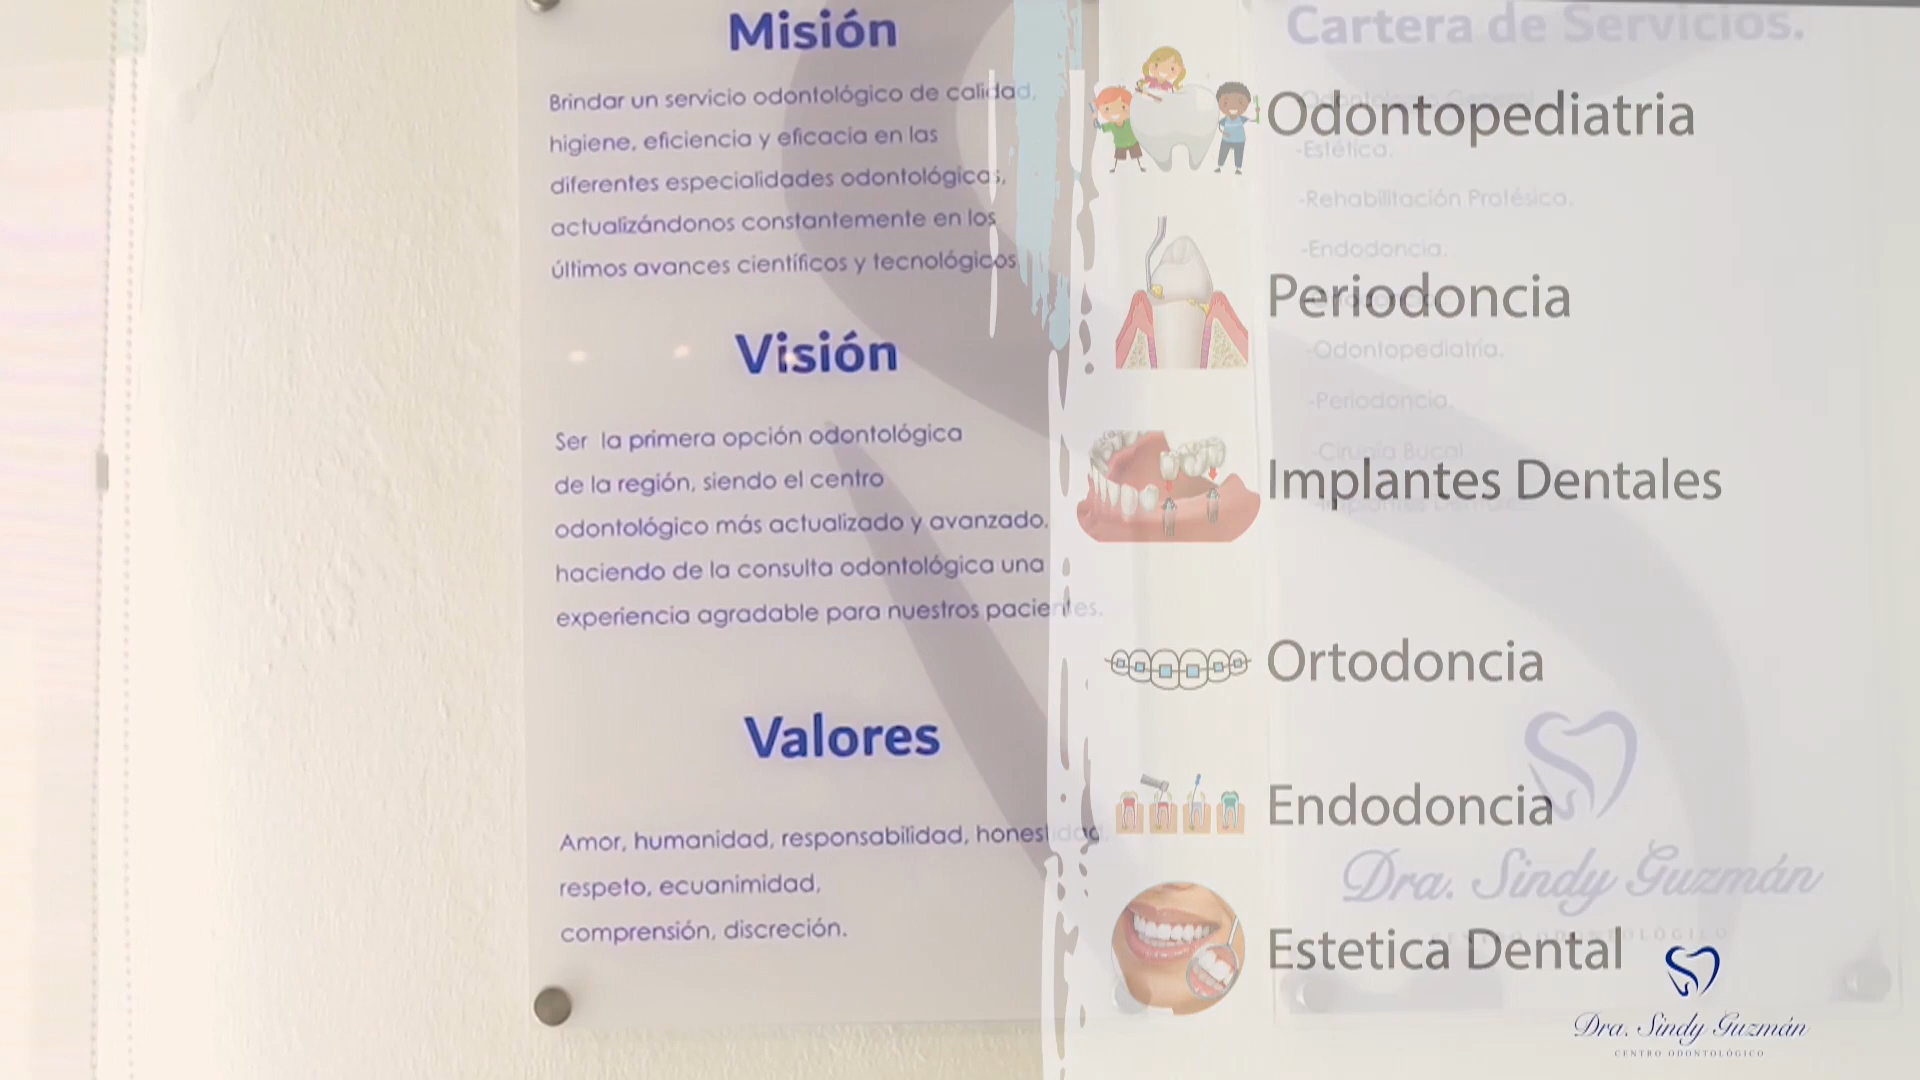 Misión
Brindar un servicio odontológico de calidad,
higiene, eficiencia y eficacia en las
diferentes especialidades odontológicas,
actualizándonos constantemente en los
últimos avances científicos y tecnológicos
Visión
Ser la primera opción odontológica
de la región, siendo el centro
odontológico más actualizado y avanzado,
haciendo de la consulta odontológica una
experiencia agradable para nuestros pacientes.
Valores
Amor, humanidad, responsabilidad, honestidad,
respeto, ecuanimidad,
comprensión, discreción.
Cartera de Servicios.
-Estética.
-Rehabilitación Protésica.
-Endodoncia.
-Odontopediatría.
-Periodoncia.
-Cirugía Bucal
Dra. Sindy Guzmán
Odontopediatria
Periodoncia
Implantes Dentales
Ortodoncia
Endodoncia
Estetica Dental
Dra. Sindy Guzmán
CENTRO ODONTOLÓGICO